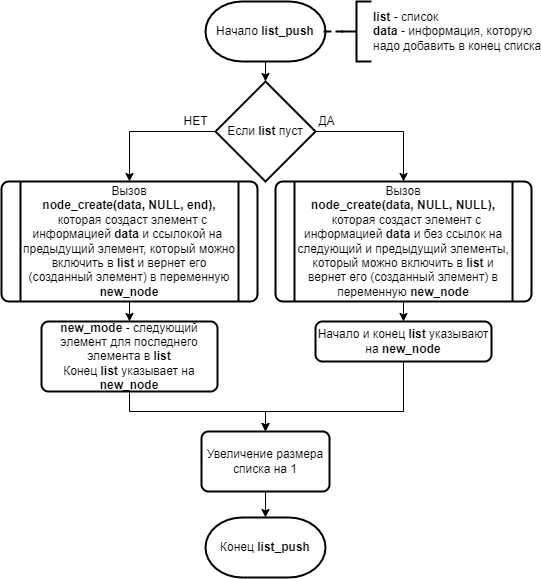 Начало list_push
list - список
data - информация, которую
надо добавить в конец списка
Если list пуст
НЕТ
ДА
Вызов
node_create(data, NULL, end),
которая создаст элемент с
информацией data и ссылокой на
предыдущий элемент, который можно
включить в list и вернет его
(созданный элемент) в переменную
new_node
Вызов
node_create(data, NULL, NULL),
которая создаст элемент с
информацией data и без ссылок на
следующий и предыдущий элементы,
который можно включить в list и
вернет его (созданный элемент) в
переменную new_node
new_mode - следующий
элемент для последнего
элемента в list
Конец list указывает на
new_node
Начало и конец list указывают
на new_node
Увеличение размера
списка на 1
Конец list_push